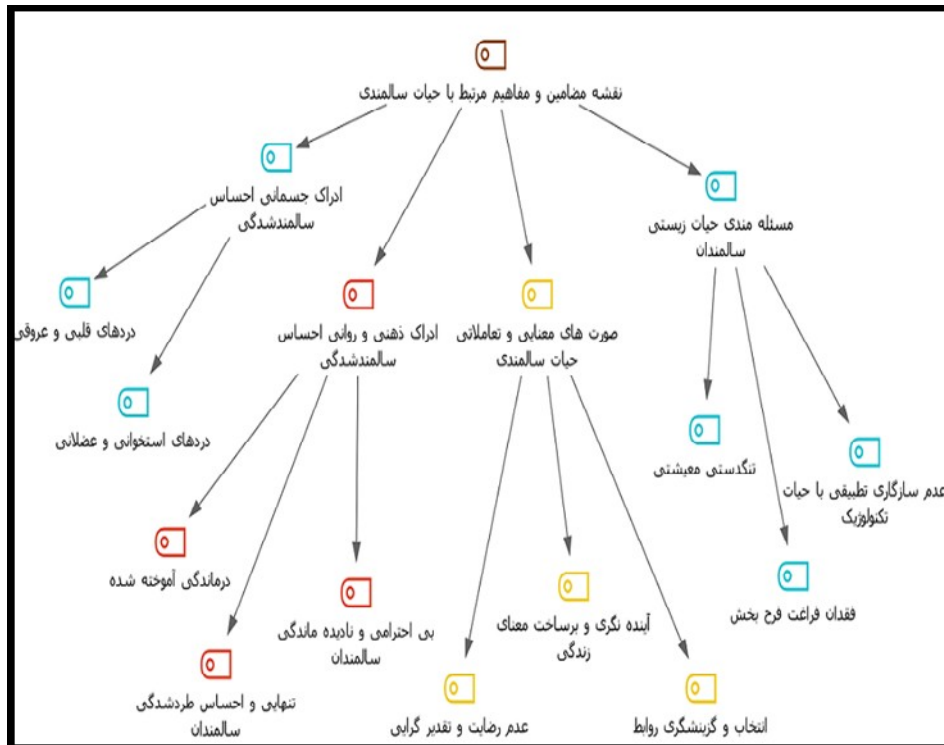 نقشه مضامین و مفاهیم مرتبط با حیات سالمندی
ادراک جسمانی احساس
سالمندشدگی
مسئله مندی حیات زیستی
سالمندان
دردهای قلبی و عروقی
ادراک ذهنی و روانی احساس
سالمندشدگی
صورت های معنایی و تعاملاتی
حیات سالمندی
دردهای استخوانی و عضلانی
تنگدستی معیشتی
عدم سازگاری تطبیقی با حیات
تکنولوژیک
درماندگی آموخته شده
بی احترامی و نادیده ماندگی
سالمندان
آینده نگری و برساخت معنای
زندگی
فقدان فراغت فرح بخش
تنهایی و احساس طردشدگی
سالمندان
عدم رضایت و تقدیر گرایی
انتخاب و گزینشگری روابط